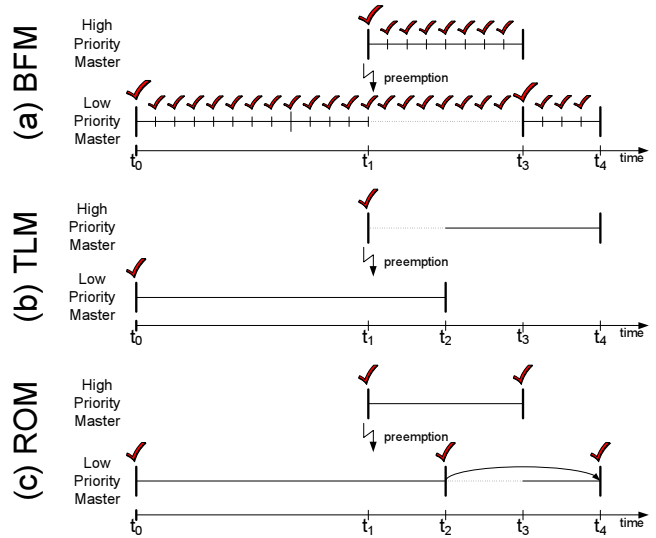 (a) BFM
High
Priority
Master
preemption
Low
Priority
Master
t0 t1 t3 t4 time
(b) TLM
High
Priority
Master
preemption
Low
Priority
Master
t0 t1 t2 t3 t4 time
(c) ROM
High
Priority
Master
preemption
Low
Priority
Master
t0 t1 t2 t3 t4 time